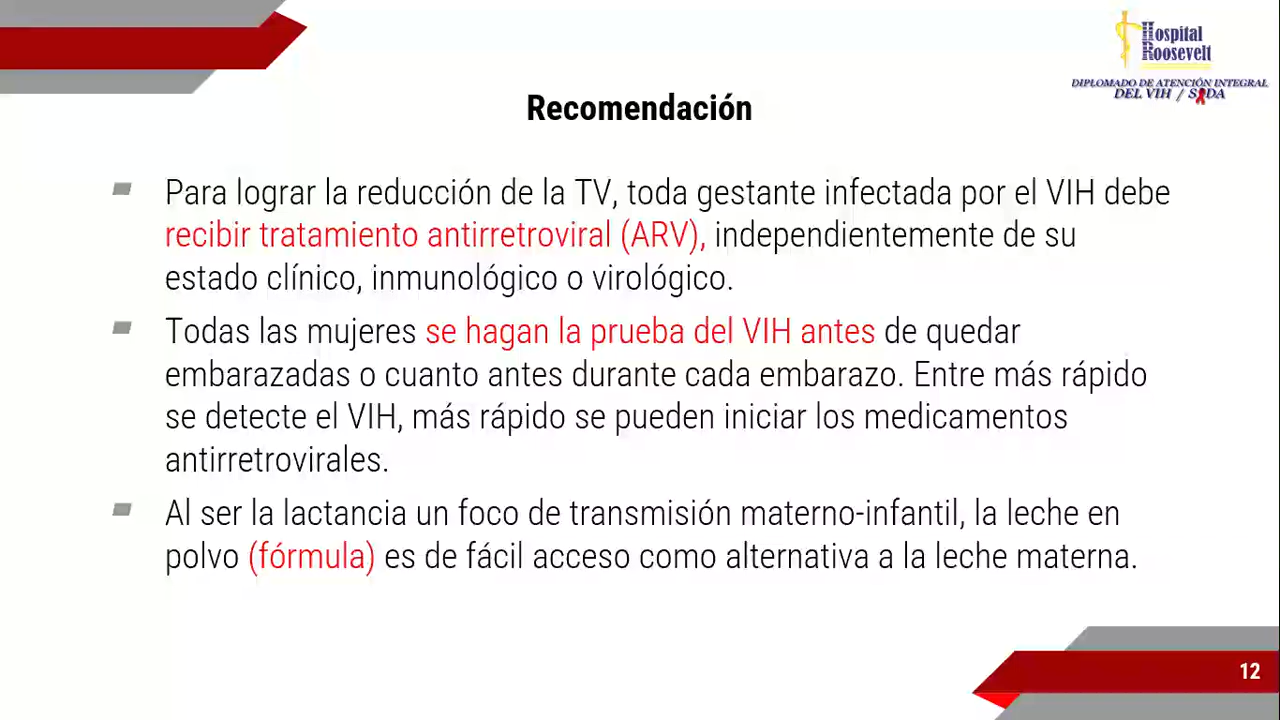 Hospital
Roosevelt
DIPLOMADO DE ATENCIÓN INTEGRAL
DEL VIH / SIDA
Recomendación
Para lograr la reducción de la TV, toda gestante infectada por el VIH debe
recibir tratamiento antirretroviral (ARV), independientemente de su
estado clínico, inmunológico o virológico.
Todas las mujeres se hagan la prueba del VIH antes de quedar
embarazadas o cuanto antes durante cada embarazo. Entre más rápido
se detecte el VIH, más rápido se pueden iniciar los medicamentos
antirretrovirales.
Al ser la lactancia un foco de transmisión materno-infantil, la leche en
polvo (fórmula) es de fácil acceso como alternativa a la leche materna.
12